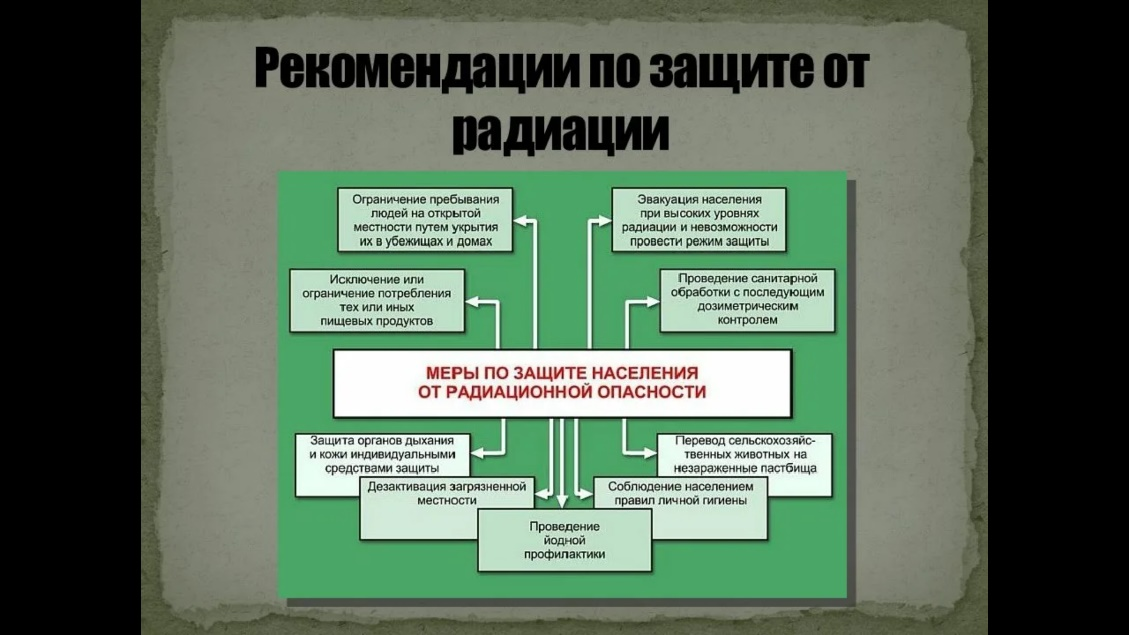 Рекомендации по защите от
радиации
Ограничение пребывания
людей на открытой
местности путем укрытия
их в убежищах и домах
Эвакуация населения
при высоких уровнях
радиации и невозможности
провести режим защиты
Исключение или
ограничение потребления
тех или иных
пищевых продуктов
Проведение санитарной
обработки с последующим
дозиметрическим
контролем
МЕРЫ ПО ЗАЩИТЕ НАСЕЛЕНИЯ
ОТ РАДИАЦИОННОЙ ОПАСНОСТИ
Защита органов дыхания
и кожи индивидуальными
средствами защиты
Перевод сельскохозяйс-
твенных животных на
незараженные пастбища
Дезактивация загрязненной
местности
Соблюдение населением
правил личной гигиены
Проведение
йодной
профилактики